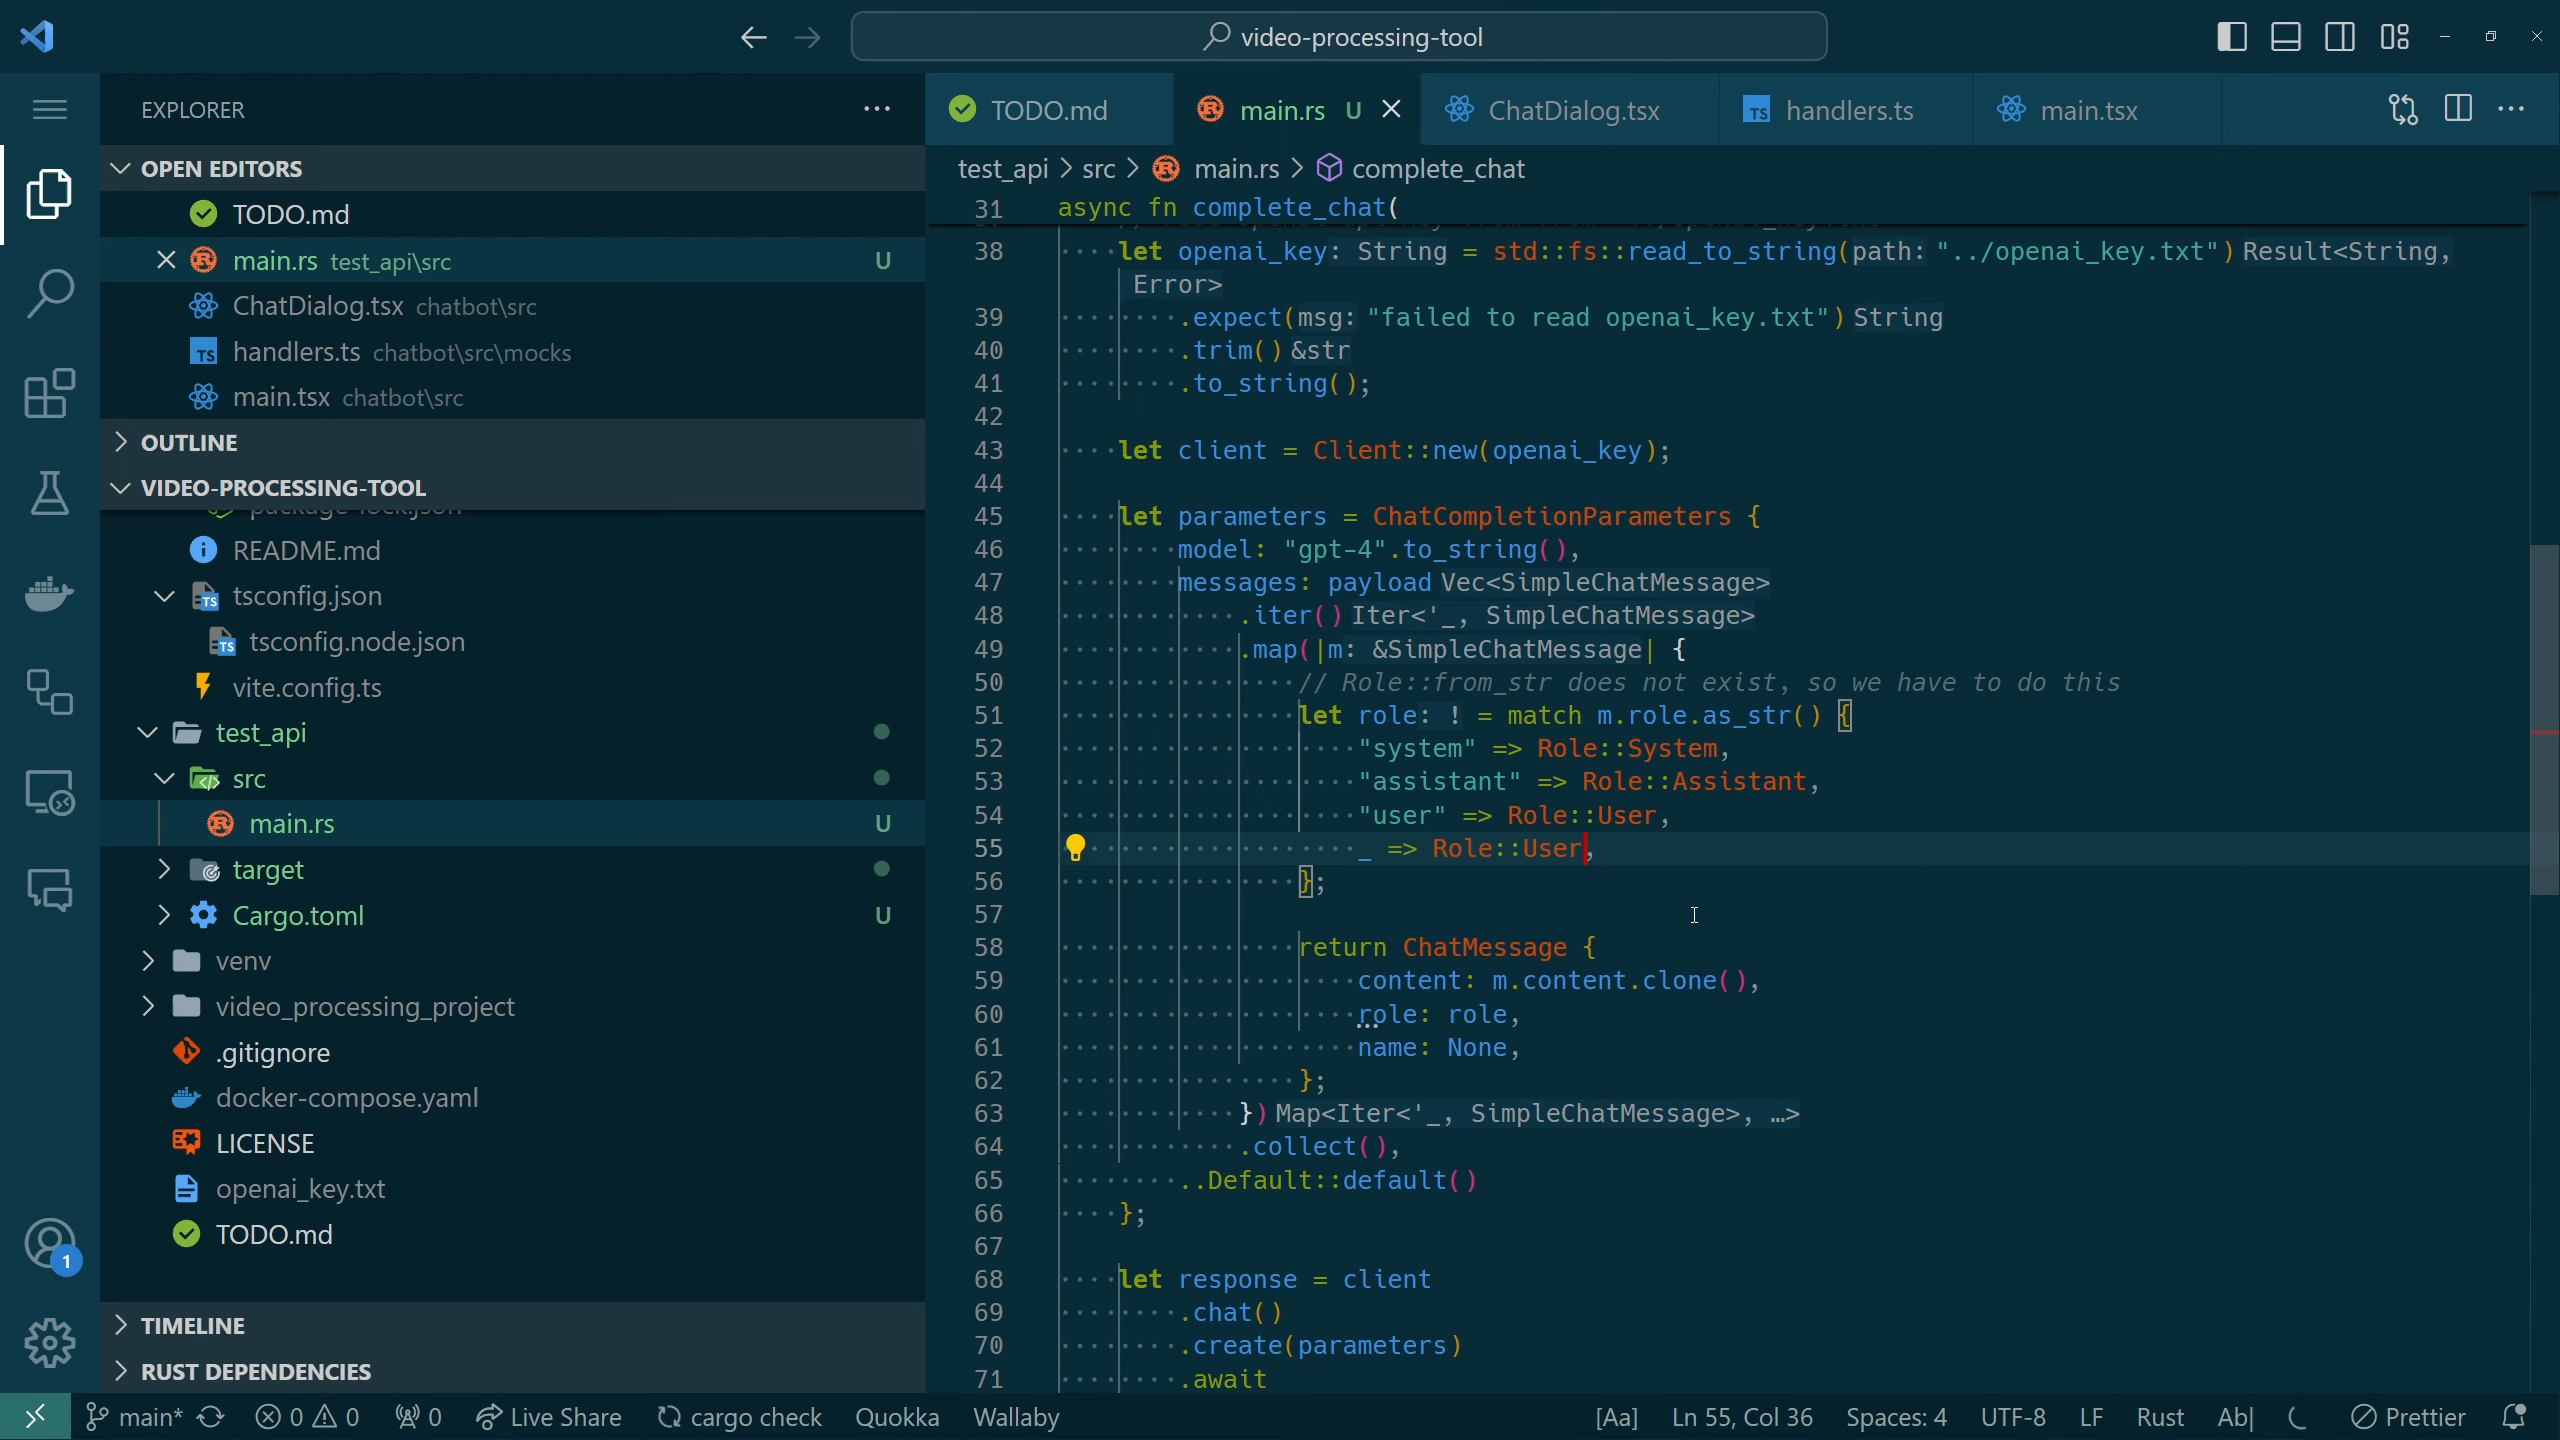 video-processing-tool
EXPLORER
OPEN EDITORS
TODO.md
main.rs test_api\src U
ChatDialog.tsx chatbot\src
handlers.ts chatbot\src\mocks
main.tsx chatbot\src
OUTLINE
VIDEO-PROCESSING-TOOL
package-lock.json
README.md
tsconfig.json
tsconfig.node.json
vite.config.ts
test_api
src
main.rs U
target
Cargo.toml U
venv
video_processing_project
.gitignore
docker-compose.yaml
LICENSE
openai_key.txt
TODO.md
TIMELINE
RUST DEPENDENCIES
1
TODO.md main.rs U ChatDialog.tsx handlers.ts main.tsx
test_api > src > main.rs > complete_chat
31 async fn complete_chat(
38 let openai_key: String = std::fs::read_to_string(path: "../openai_key.txt") Result<String,
Error>
39 .expect(msg: "failed to read openai_key.txt") String
40 .trim() &str
41 .to_string();
42
43 let client = Client::new(openai_key);
44
45 let parameters = ChatCompletionParameters {
46 model: "gpt-4".to_string(),
47 messages: payload Vec<SimpleChatMessage>
48 .iter() Iter<'_, SimpleChatMessage>
49 .map(|m: &SimpleChatMessage| {
50 // Role::from_str does not exist, so we have to do this
51 let role: ! = match m.role.as_str() {
52 "system" => Role::System,
53 "assistant" => Role::Assistant,
54 "user" => Role::User,
55 _ => Role::User,
56 };
57
58 return ChatMessage {
59 content: m.content.clone(),
60 role: role,
61 name: None,
62 };
63 }) Map<Iter<'_, SimpleChatMessage>, …>
64 .collect(),
65 ..Default::default()
66 };
67
68 let response = client
69 .chat()
70 .create(parameters)
71 .await
main* 0 0 0 Live Share cargo check Quokka Wallaby [Aa] Ln 55, Col 36 Spaces: 4 UTF-8 LF Rust Ab| Prettier